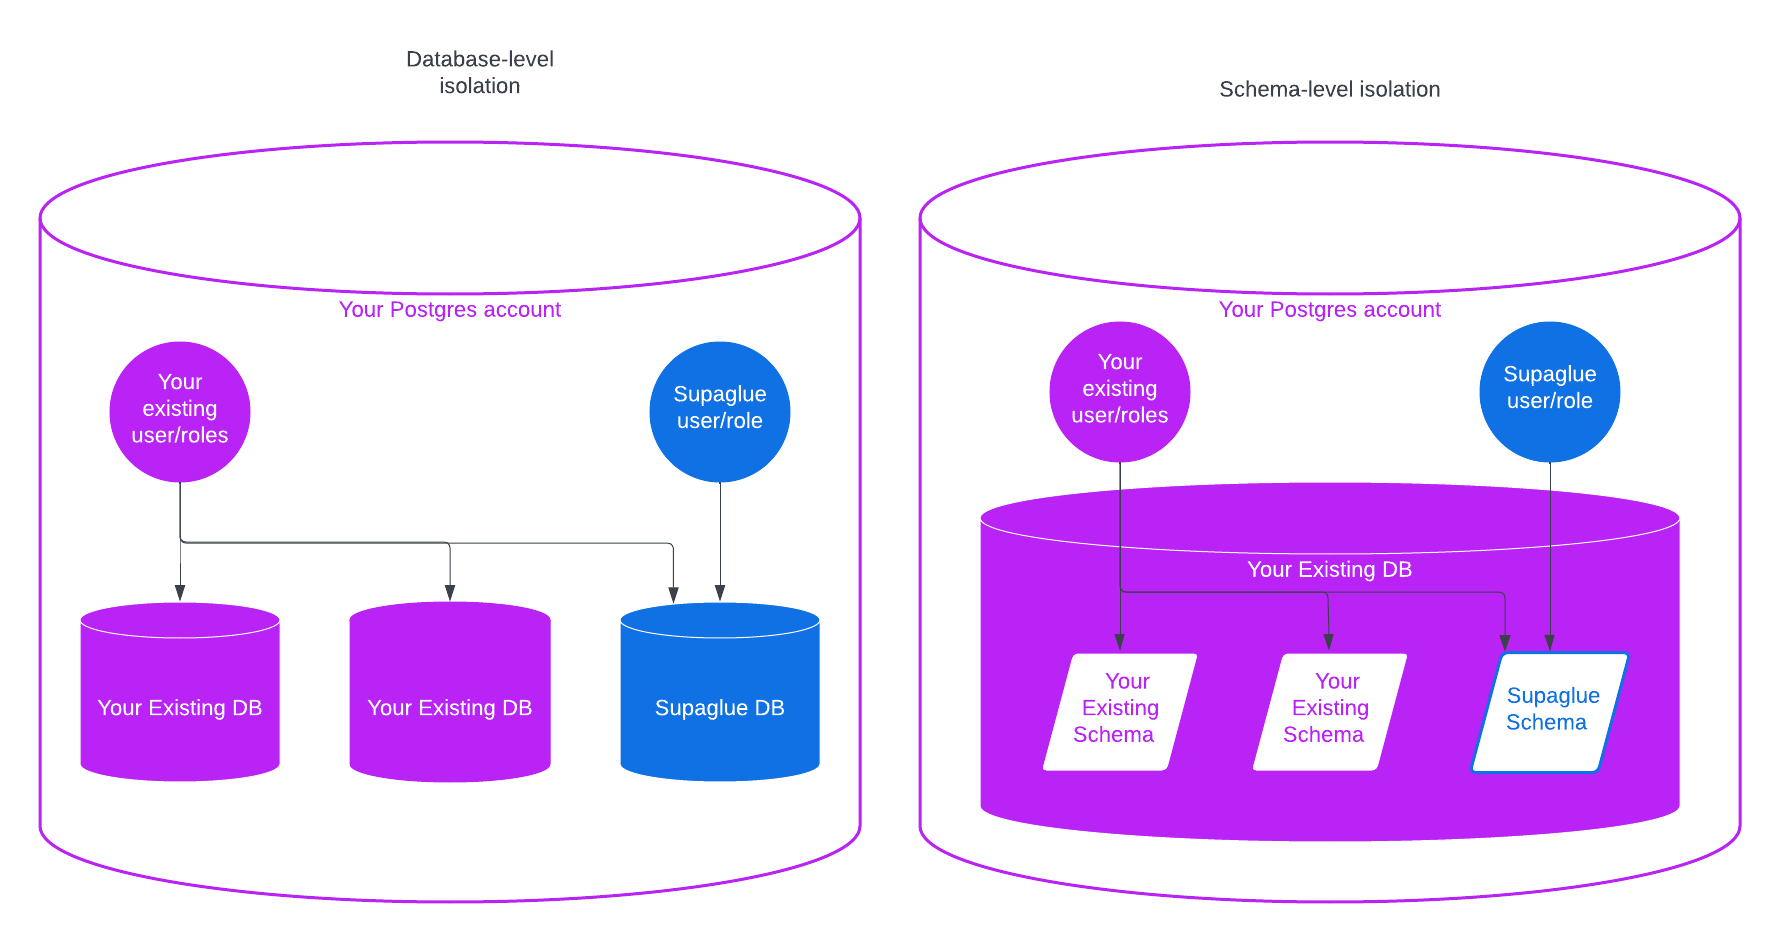 Database-level
isolation
Your Postgres account
Your
existing
user/roles
Supaglue
user/role
Your Existing DB
Your Existing DB
Supaglue DB
Schema-level isolation
Your Postgres account
Your
existing
user/roles
Supaglue
user/role
Your Existing DB
Your
Existing
Schema
Your
Existing
Schema
Supaglue
Schema